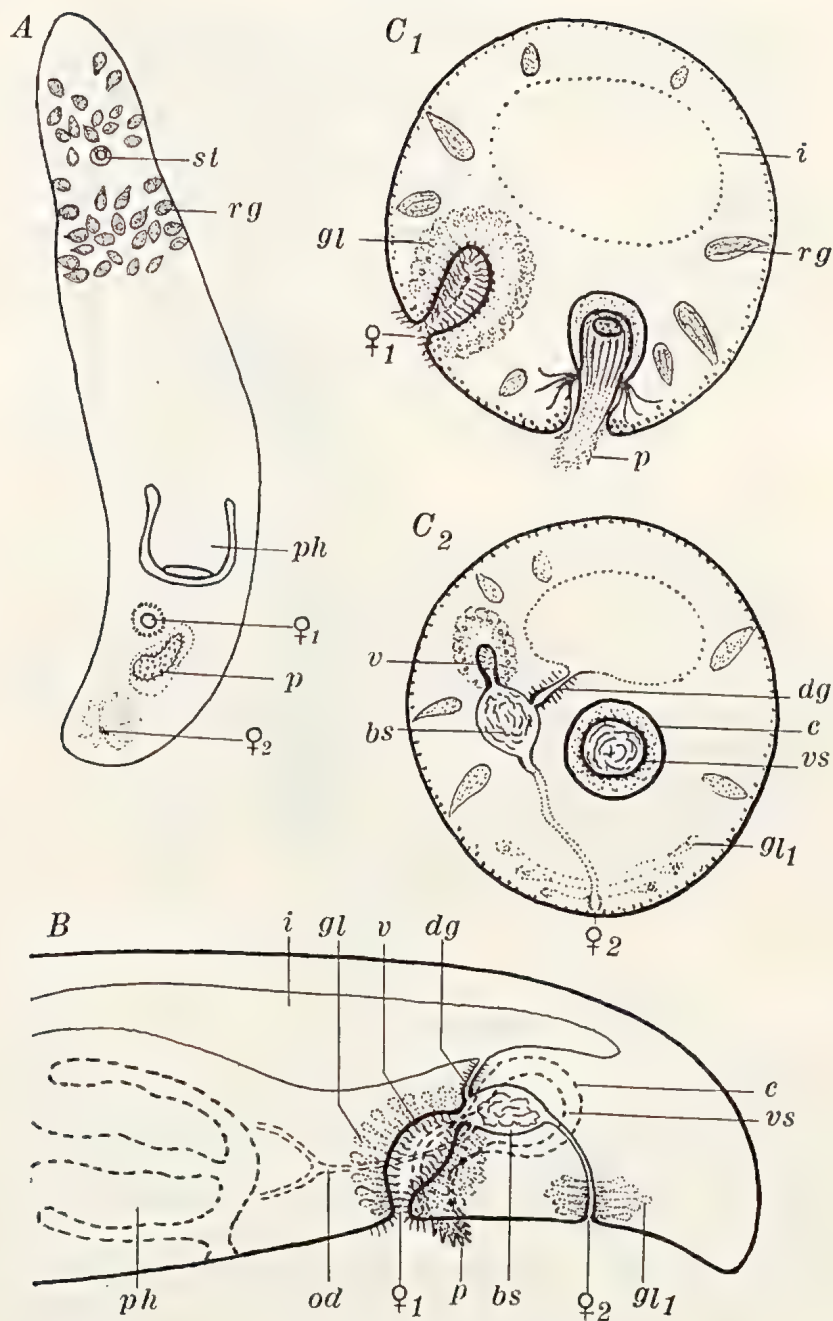 A
st
rg
ph
♀1
p
♀2
C1
i
gl
rg
♀1
p
C2
v
dg
bs
c
vs
gl1
♀2
B
i gl v dg
c
vs
ph od ♀1 p bs ♀2 gl1